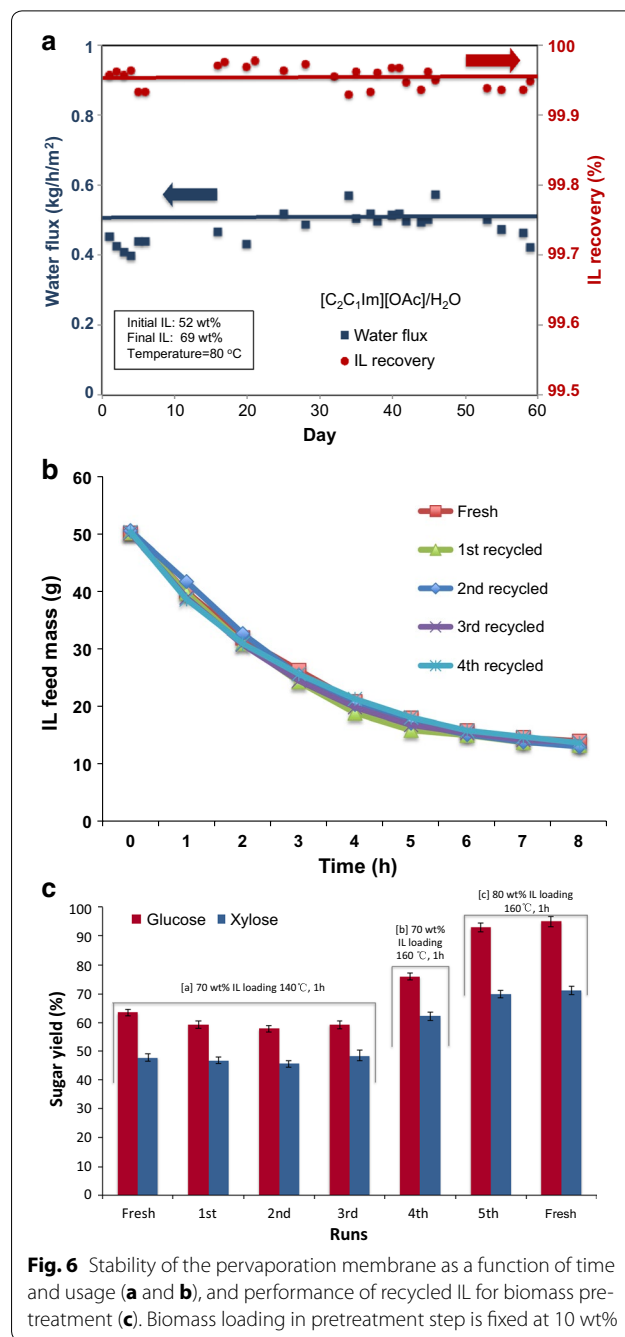 a
1
0.8
0.6
0.4
0.2
0
Water flux (kg/h/m²)
100
99.9
99.8
99.7
99.6
99.5
IL recovery (%)
[C₂C₁Im][OAc]/H₂O
Initial IL: 52 wt%
Final IL: 69 wt%
Temperature=80 °C
Water flux
IL recovery
0 10 20 30 40 50 60
Day
b
60
50
40
30
20
10
0
IL feed mass (g)
Fresh
1st recycled
2nd recycled
3rd recycled
4th recycled
0 1 2 3 4 5 6 7 8
Time (h)
c
100
90
80
70
60
50
40
30
20
10
0
Sugar yield (%)
Glucose Xylose
[a] 70 wt% IL loading 140℃, 1h
[b] 70 wt%
IL loading
160 ℃, 1h
[c] 80 wt% IL loading
160℃, 1h
Fresh 1st 2nd 3rd 4th 5th Fresh
Runs
Fig. 6 Stability of the pervaporation membrane as a function of time
and usage (a and b), and performance of recycled IL for biomass pre-
treatment (c). Biomass loading in pretreatment step is fixed at 10 wt%